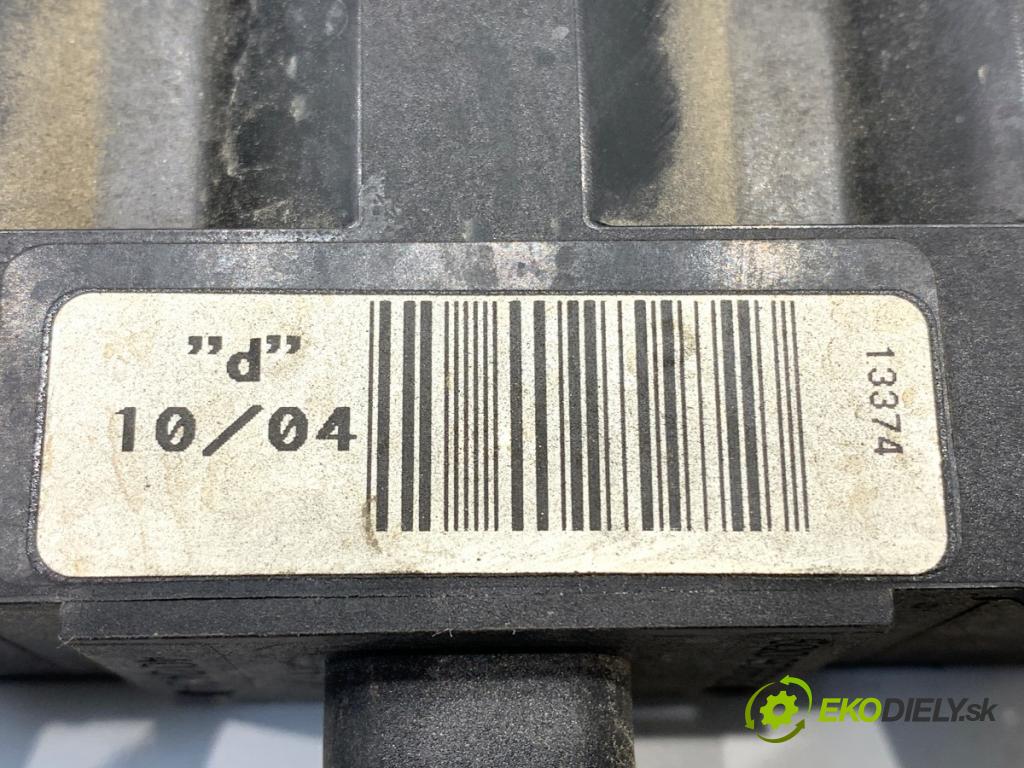 "d"
10/04
13374
EKODIELY.sk